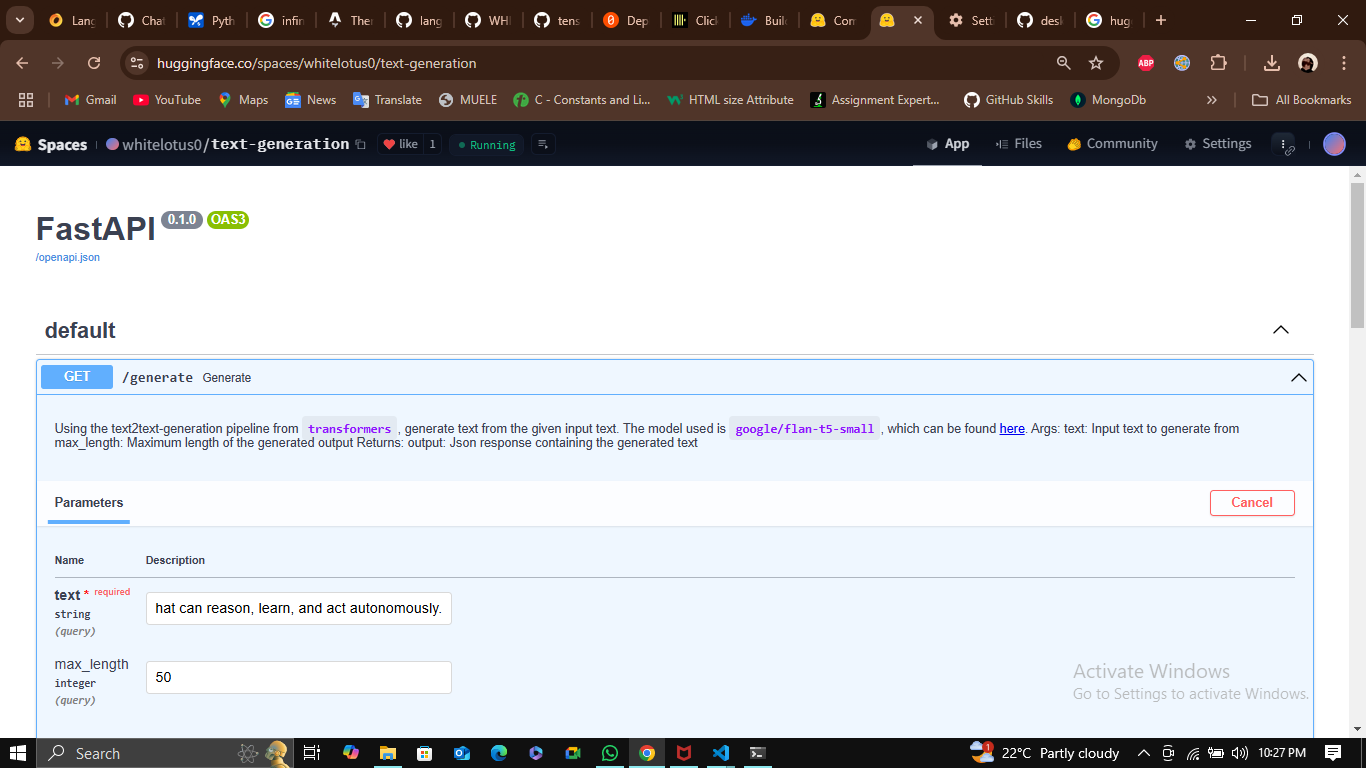 Lang
Chat
Pyth
infin
Ther
lang
WHI
tens
Dep
Click
Buil
Con
Sett
desk
hug
huggingface.co/spaces/whitelotus0/text-generation
ABP
Gmail
YouTube
Maps
News
Translate
MUELE
C - Constants and Li...
HTML size Attribute
Assignment Expert...
GitHub Skills
MongoDb
All Bookmarks
Spaces
whitelotus0/text-generation
like 1
Running
App
Files
Community
Settings
FastAPI 0.1.0 OAS3
/openapi.json
default
GET /generate Generate
Using the text2text-generation pipeline from transformers, generate text from the given input text. The model used is google/flan-t5-small, which can be found here. Args: text: Input text to generate from
max_length: Maximum length of the generated output Returns: output: Json response containing the generated text
Parameters
Cancel
Name Description
text * required
string
(query)
hat can reason, learn, and act autonomously.
max_length
integer
(query)
50
Activate Windows
Go to Settings to activate Windows.
Search
1
22°C Partly cloudy
10:27 PM